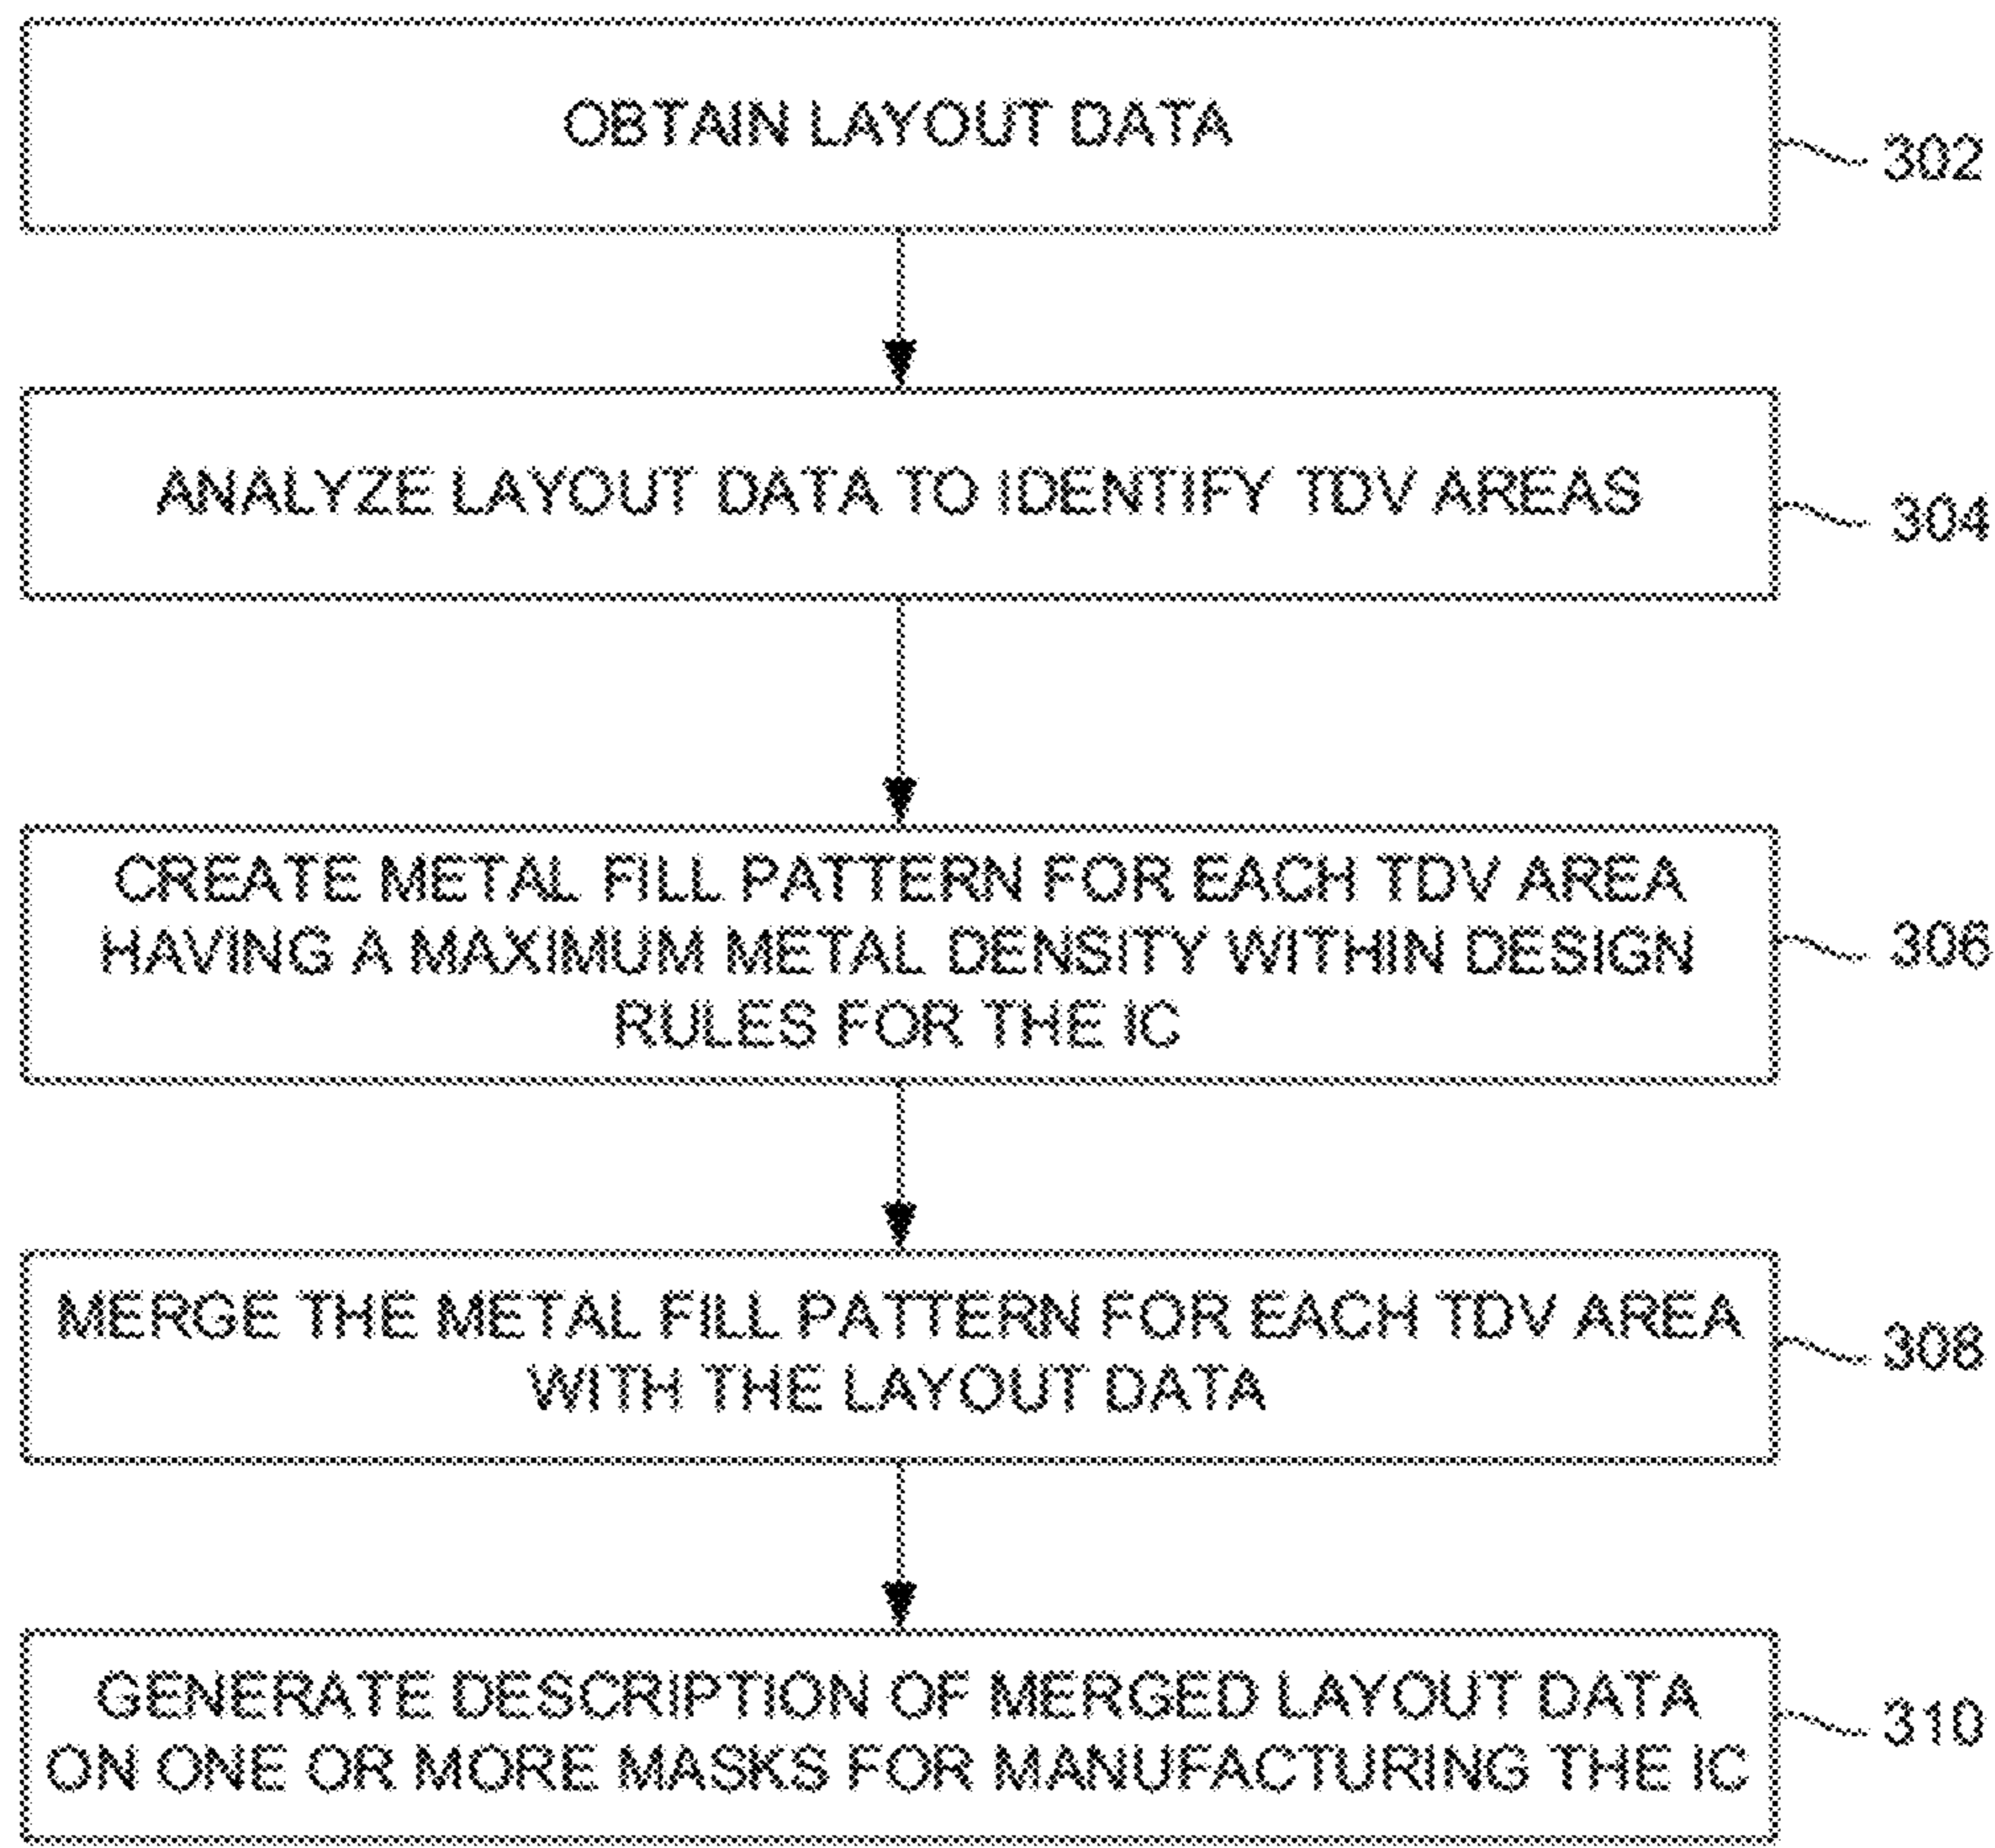 OBTAIN LAYOUT DATA
302
ANALYZE LAYOUT DATA TO IDENTIFY TDV AREAS
304
CREATE METAL FILL PATTERN FOR EACH TDV AREA
HAVING A MAXIMUM METAL DENSITY WITHIN DESIGN
RULES FOR THE IC
306
MERGE THE METAL FILL PATTERN FOR EACH TDV AREA
WITH THE LAYOUT DATA
308
GENERATE DESCRIPTION OF MERGED LAYOUT DATA
ON ONE OR MORE MASKS FOR MANUFACTURING THE IC
310